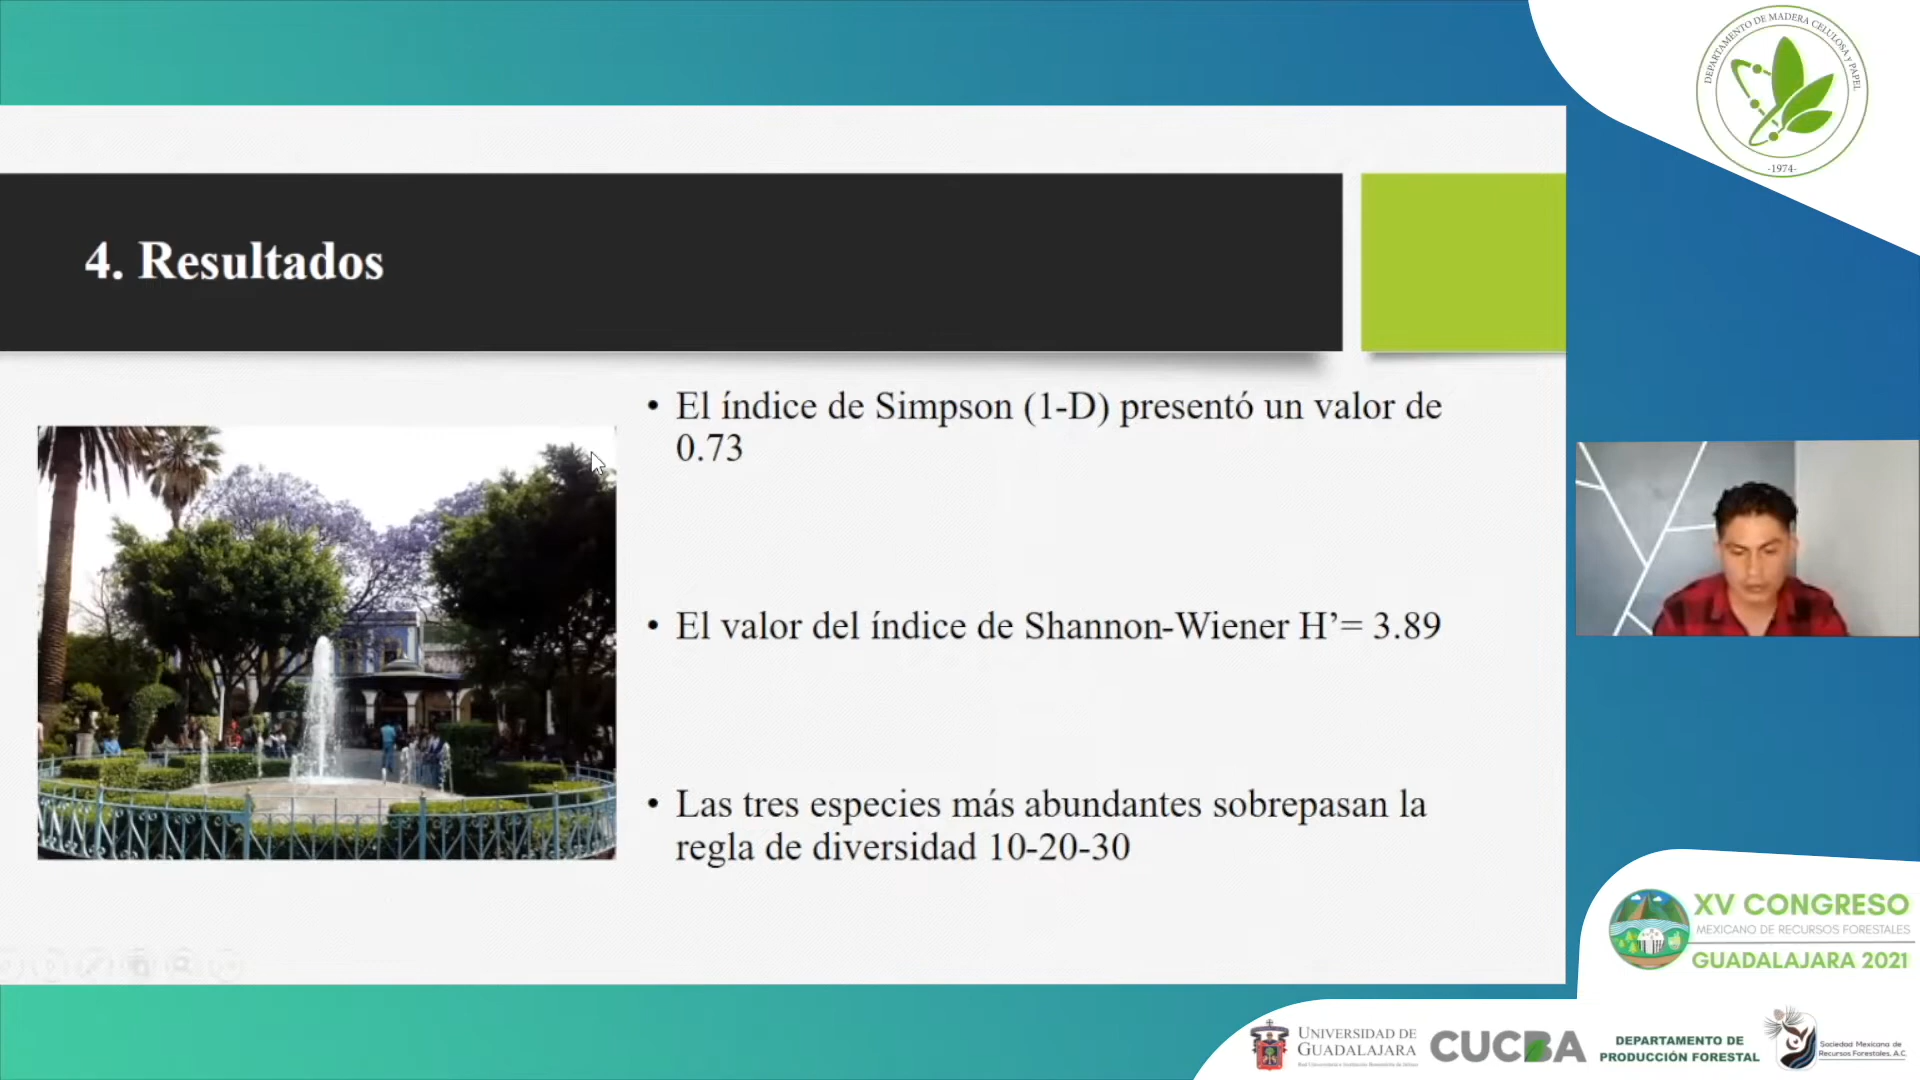 DEPARTAMENTO DE MADERA CELULOSA Y PAPEL
-1974-
4. Resultados
• El índice de Simpson (1-D) presentó un valor de
0.73
• El valor del índice de Shannon-Wiener H’= 3.89
• Las tres especies más abundantes sobrepasan la
regla de diversidad 10-20-30
XV CONGRESO
MEXICANO DE RECURSOS FORESTALES
GUADALAJARA 2021
UNIVERSIDAD DE
GUADALAJARA
CUCBA
DEPARTAMENTO DE
PRODUCCIÓN FORESTAL
Sociedad Mexicana de
Recursos Forestales, A.C.